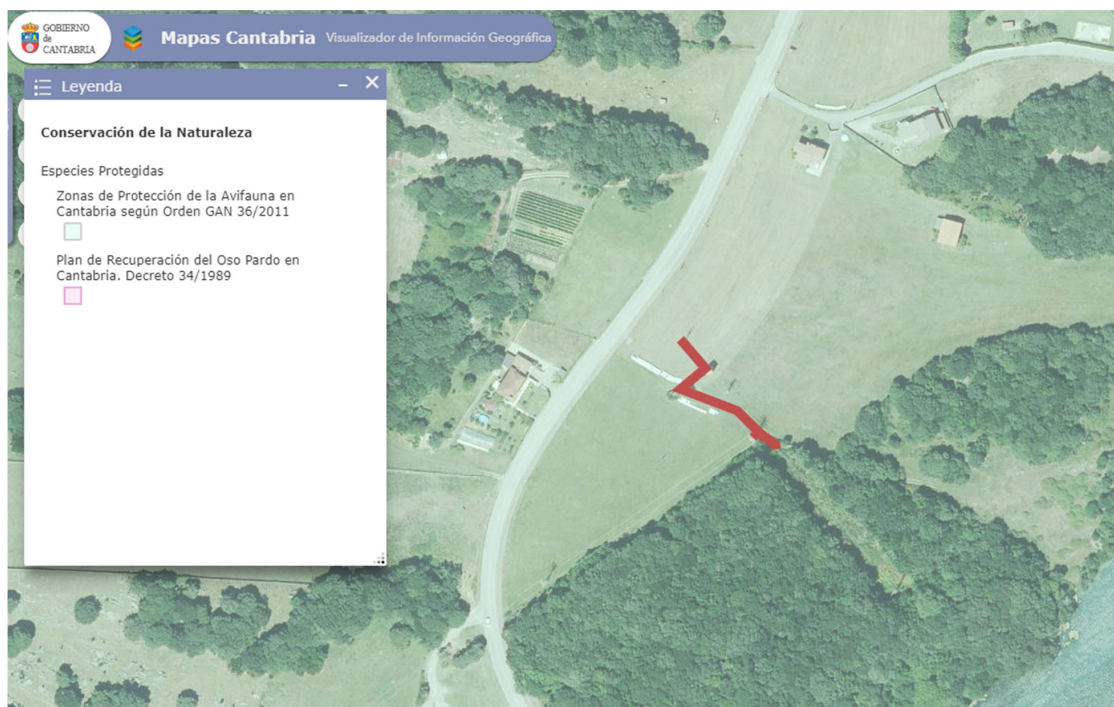 GOBIERNO
de
CANTABRIA
Mapas Cantabria Visualizador de Información Geográfica
Leyenda
Conservación de la Naturaleza
Especies Protegidas
Zonas de Protección de la Avifauna en
Cantabria según Orden GAN 36/2011
Plan de Recuperación del Oso Pardo en
Cantabria. Decreto 34/1989